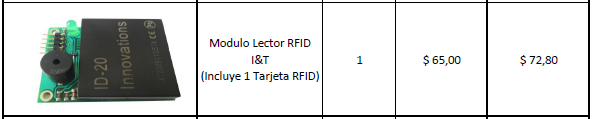 ID-20
Innovations
Modulo Lector RFID
I&T
(Incluye 1 Tarjeta RFID)
1
$ 65,00
$ 72,80